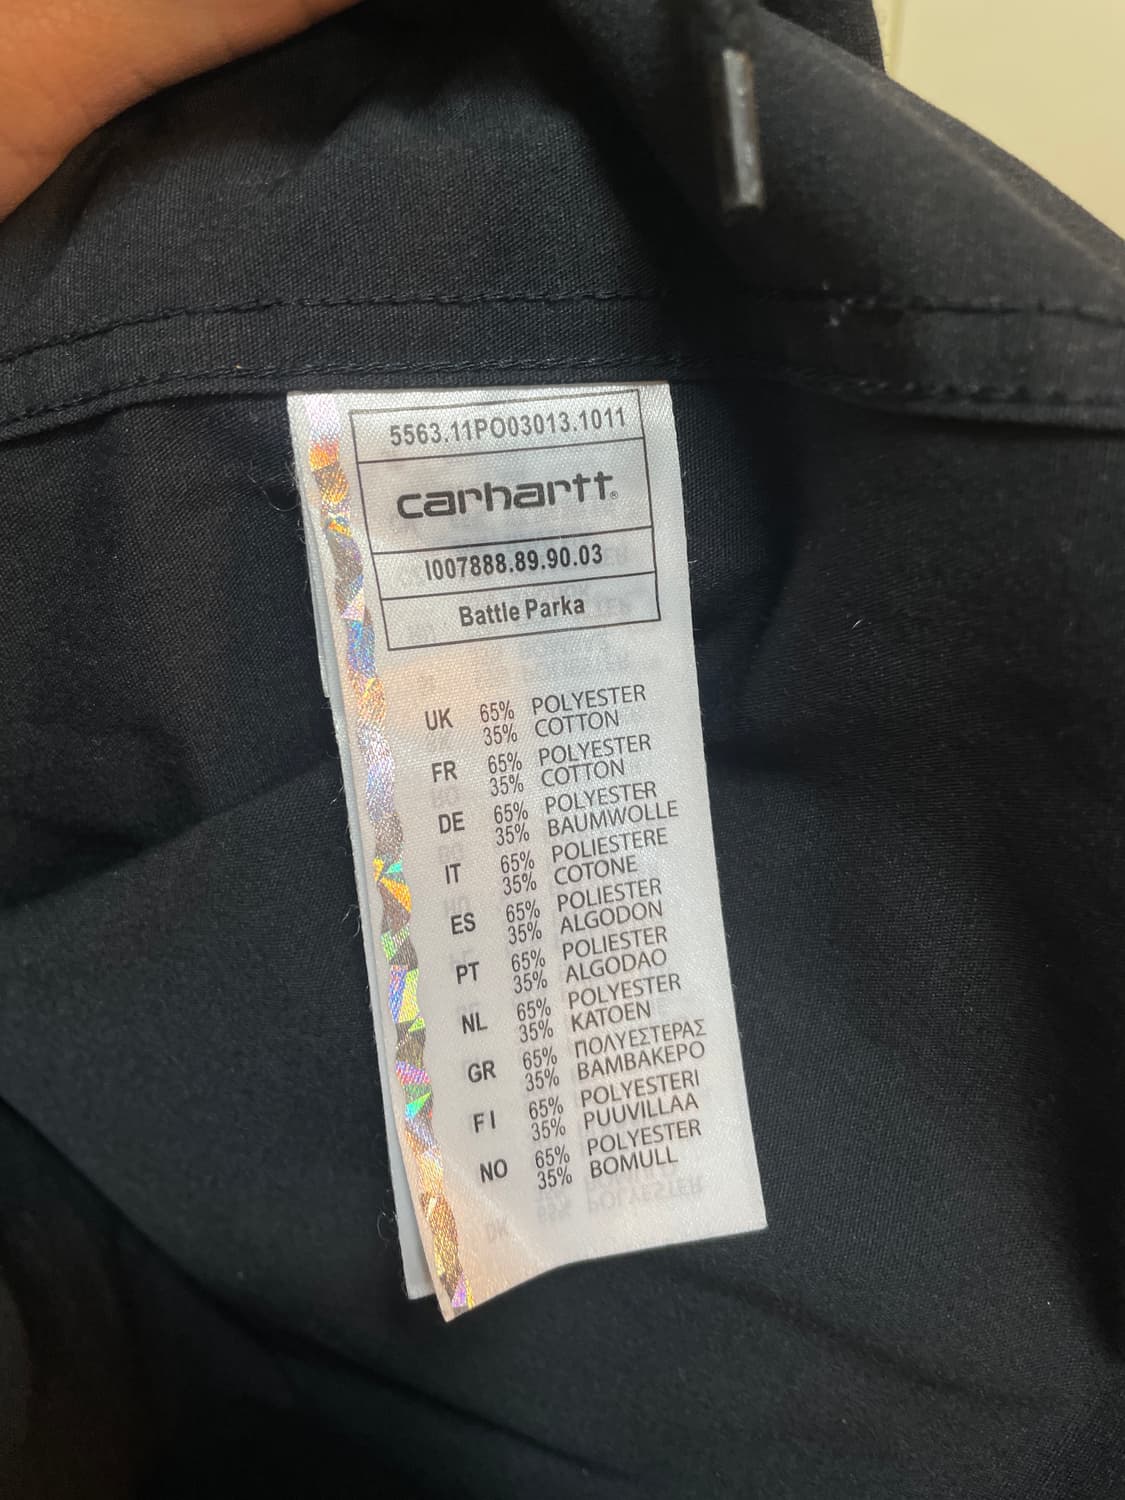 5563.11PO03013.1011
carhartt®
I007888.89.90.03
Battle Parka
UK 65% POLYESTER
35% COTTON
FR 65% POLYESTER
35% COTTON
DE 65% POLYESTER
35% BAUMWOLLE
IT 65% POLIESTERE
35% COTONE
ES 65% POLIESTER
35% ALGODON
PT 65% POLIESTER
35% ALGODAO
NL 65% POLYESTER
35% KATOEN
GR 65% ΠΟΛΥΕΣΤΕΡΑΣ
35% ΒΑΜΒΑΚΕΡΟ
FI 65% POLYESTERI
35% PUUVILLAA
NO 65% POLYESTER
35% BOMULL